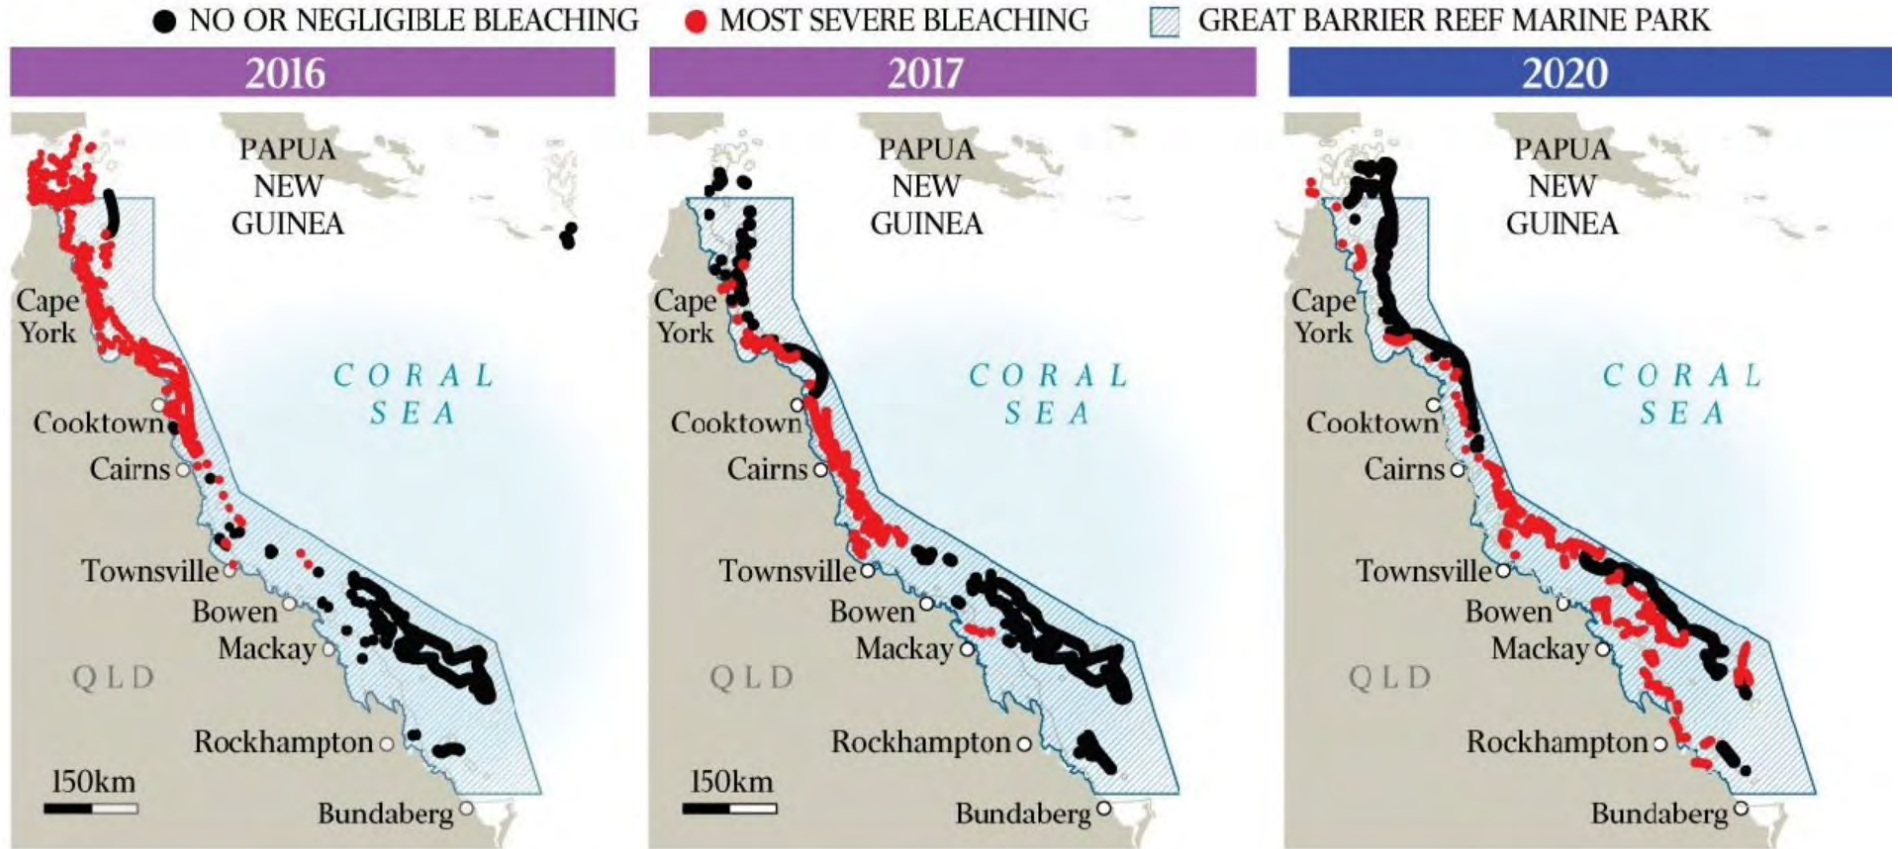 NO OR NEGLIGIBLE BLEACHING
MOST SEVERE BLEACHING
GREAT BARRIER REEF MARINE PARK
2016
PAPUA
NEW
GUINEA
Cape
York
CORAL
SEA
Cooktown
Cairns
Townsville
Bowen
Mackay
QLD
Rockhampton
150km
Bundaberg
2017
PAPUA
NEW
GUINEA
Cape
York
CORAL
SEA
Cooktown
Cairns
Townsville
Bowen
Mackay
QLD
Rockhampton
150km
Bundaberg
2020
PAPUA
NEW
GUINEA
Cape
York
CORAL
SEA
Cooktown
Cairns
Townsville
Bowen
Mackay
QLD
Rockhampton
Bundaberg